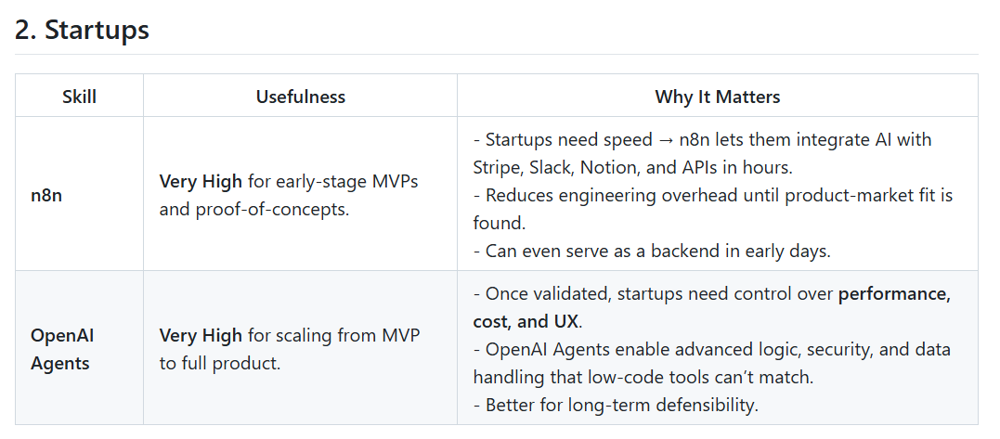 2. Startups
Skill
Usefulness
Why It Matters
n8n
Very High for early-stage MVPs
and proof-of-concepts.
- Startups need speed → n8n lets them integrate AI with
Stripe, Slack, Notion, and APIs in hours.
- Reduces engineering overhead until product-market fit is
found.
- Can even serve as a backend in early days.
OpenAI
Agents
Very High for scaling from MVP
to full product.
- Once validated, startups need control over performance,
cost, and UX.
- OpenAI Agents enable advanced logic, security, and data
handling that low-code tools can’t match.
- Better for long-term defensibility.